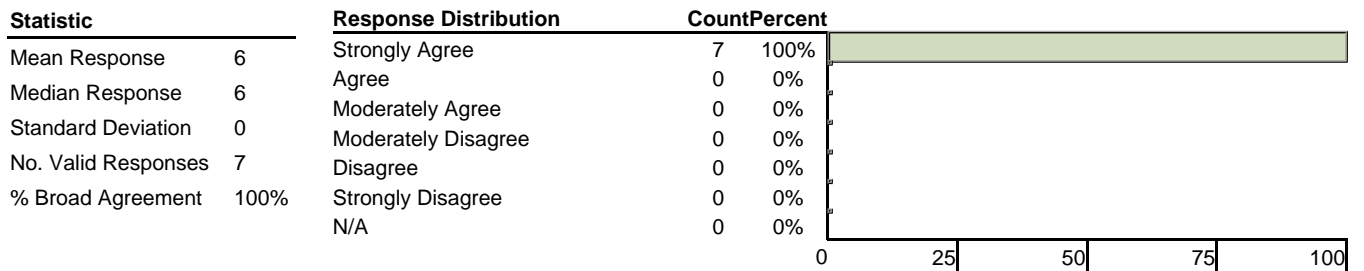 Statistic
Mean Response 6
Median Response 6
Standard Deviation 0
No. Valid Responses 7
% Broad Agreement 100%
Response Distribution CountPercent
Strongly Agree 7 100%
Agree 0 0%
Moderately Agree 0 0%
Moderately Disagree 0 0%
Disagree 0 0%
Strongly Disagree 0 0%
N/A 0 0%
0 25 50 75 100